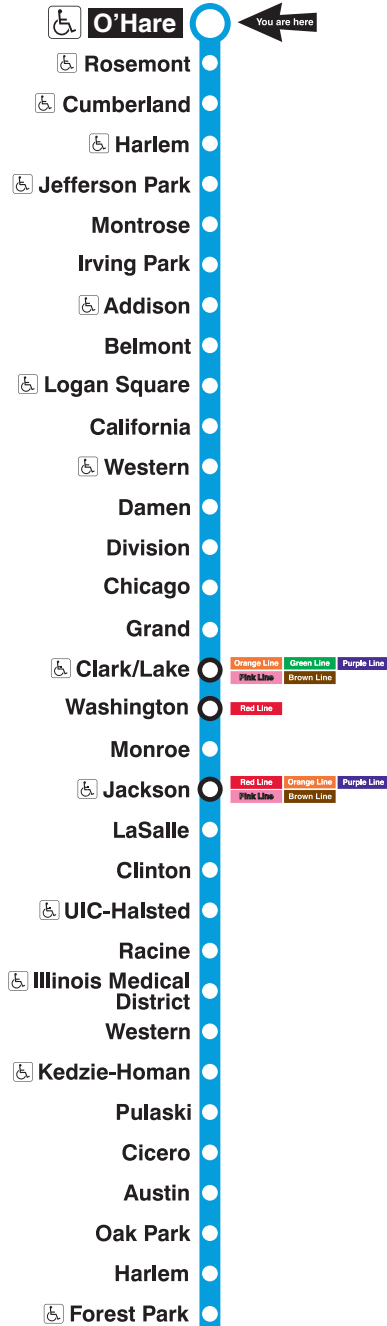 O'Hare
You are here
Rosemont
Cumberland
Harlem
Jefferson Park
Montrose
Irving Park
Addison
Belmont
Logan Square
California
Western
Damen
Division
Chicago
Grand
Clark/Lake
Orange Line Green Line Purple Line
Pink Line Brown Line
Washington
Red Line
Monroe
Jackson
Red Line Orange Line Purple Line
Pink Line Brown Line
LaSalle
Clinton
UIC-Halsted
Racine
Illinois Medical
District
Western
Kedzie-Homan
Pulaski
Cicero
Austin
Oak Park
Harlem
Forest Park